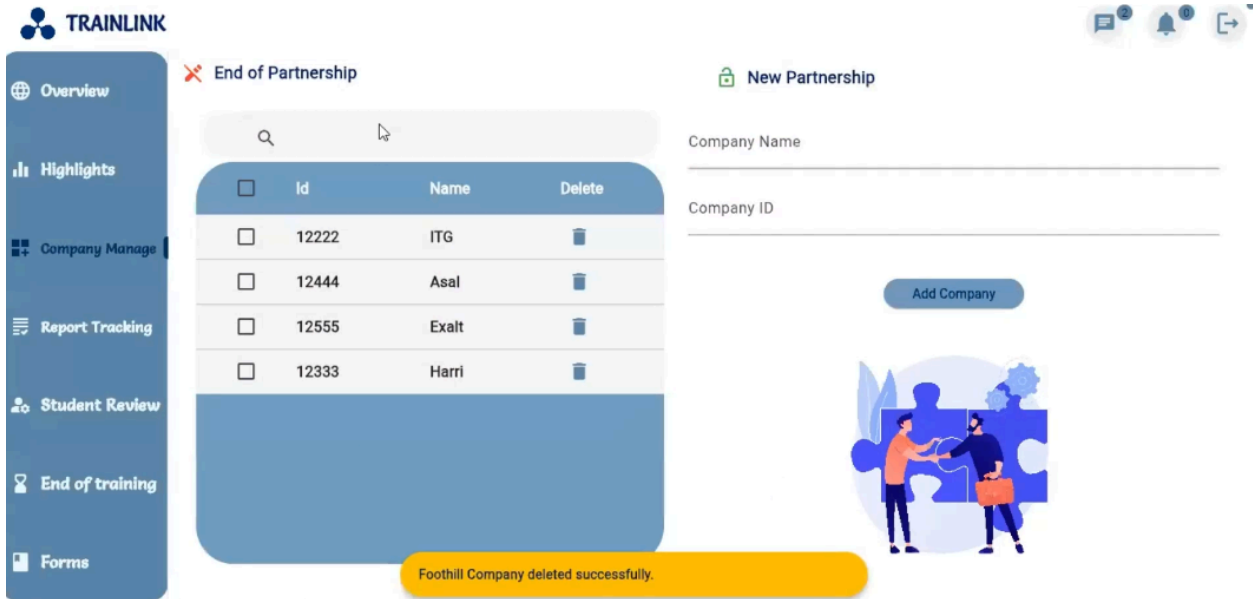 TRAINLINK
2
0
Overview
Highlights
Company Manage
Report Tracking
Student Review
End of training
Forms
End of Partnership
Id Name Delete
12222 ITG
12444 Asal
12555 Exalt
12333 Harri
New Partnership
Company Name
Company ID
Add Company
Foothill Company deleted successfully.